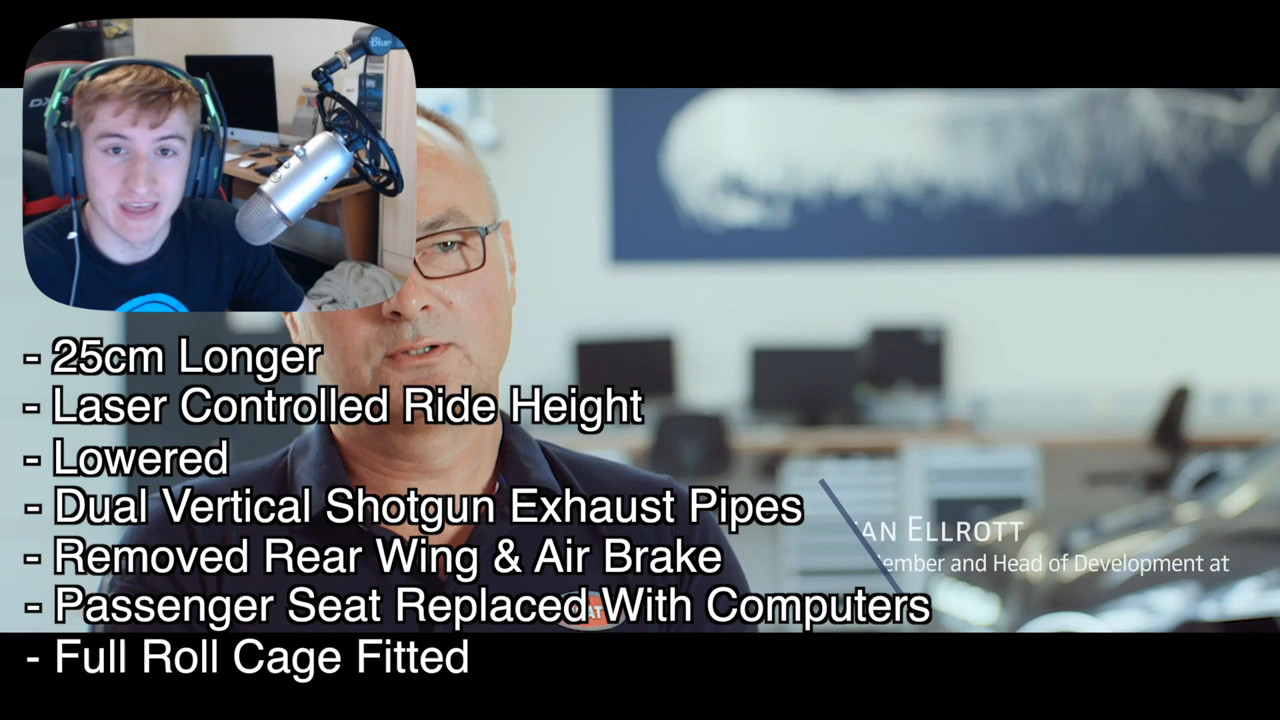 Blue
- 25cm Longer
- Laser Controlled Ride Height
- Lowered
- Dual Vertical Shotgun Exhaust Pipes
AN ELLROTT
- Removed Rear Wing & Air Brake
ember and Head of Development at
- Passenger Seat Replaced With Computers
- Full Roll Cage Fitted